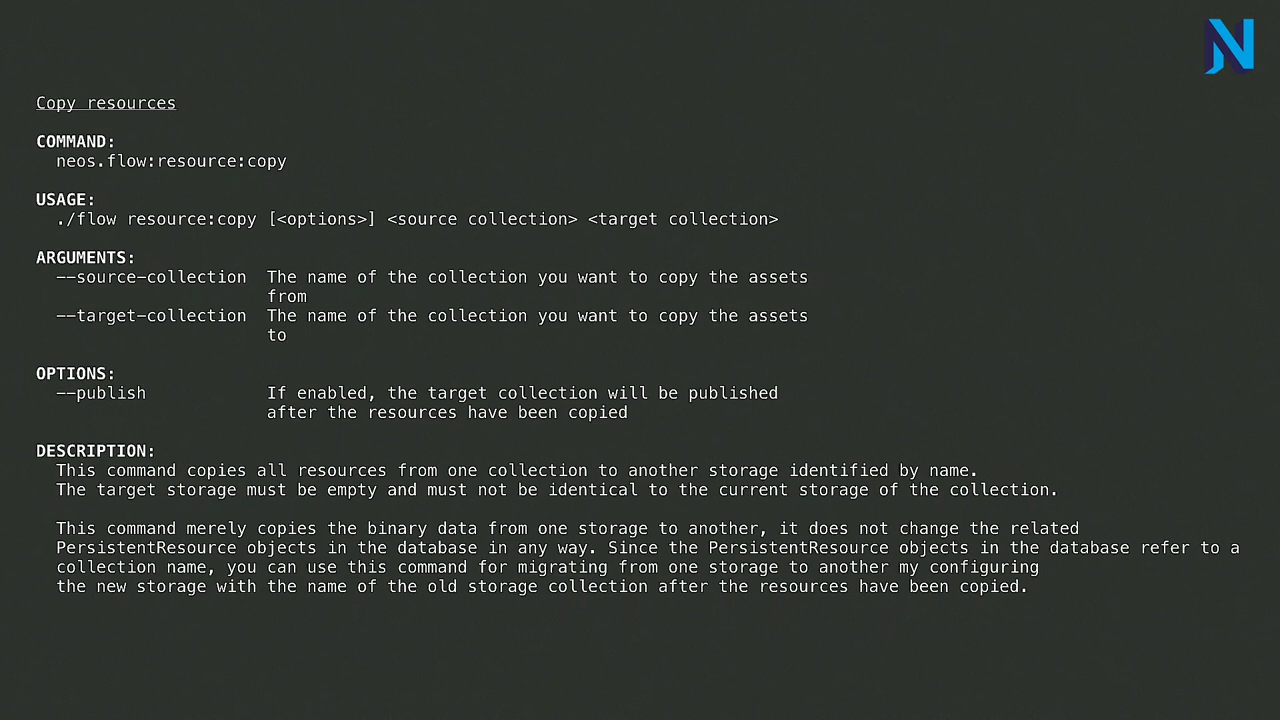 Copy resources
COMMAND:
neos.flow:resource:copy
USAGE:
./flow resource:copy [<options>] <source collection> <target collection>
ARGUMENTS:
--source-collection The name of the collection you want to copy the assets
from
--target-collection The name of the collection you want to copy the assets
to
OPTIONS:
--publish If enabled, the target collection will be published
after the resources have been copied
DESCRIPTION:
This command copies all resources from one collection to another storage identified by name.
The target storage must be empty and must not be identical to the current storage of the collection.
This command merely copies the binary data from one storage to another, it does not change the related
PersistentResource objects in the database in any way. Since the PersistentResource objects in the database refer to a
collection name, you can use this command for migrating from one storage to another my configuring
the new storage with the name of the old storage collection after the resources have been copied.